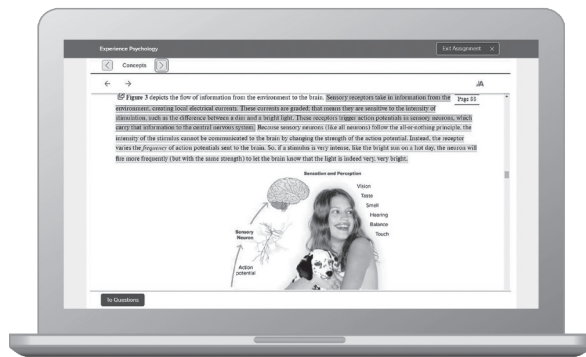 Experience Psychology
Exit Assignment ×
< Concepts >
← → JA
Figure 3 depicts the flow of information from the environment to the brain. Sensory receptors take in information from the Page 83
environment, creating local electrical currents. These currents are graded; that means they are sensitive to the intensity of
stimulation, such as the difference between a dim and a bright light. These receptors trigger action potentials in sensory neurons, which
carry that information to the central nervous system. Because sensory neurons (like all neurons) follow the all-or-nothing principle, the
intensity of the stimulus cannot be communicated to the brain by changing the strength of the action potential. Instead, the receptor
varies the frequency of action potentials sent to the brain. So, if a stimulus is very intense, like the bright sun on a hot day, the neuron will
fire more frequently (but with the same strength) to let the brain know that the light is indeed very, very bright.
Sensation and Perception
Vision
Taste
Smell
Hearing
Balance
Touch
Sensory
Neuron
Action
potential
To Questions